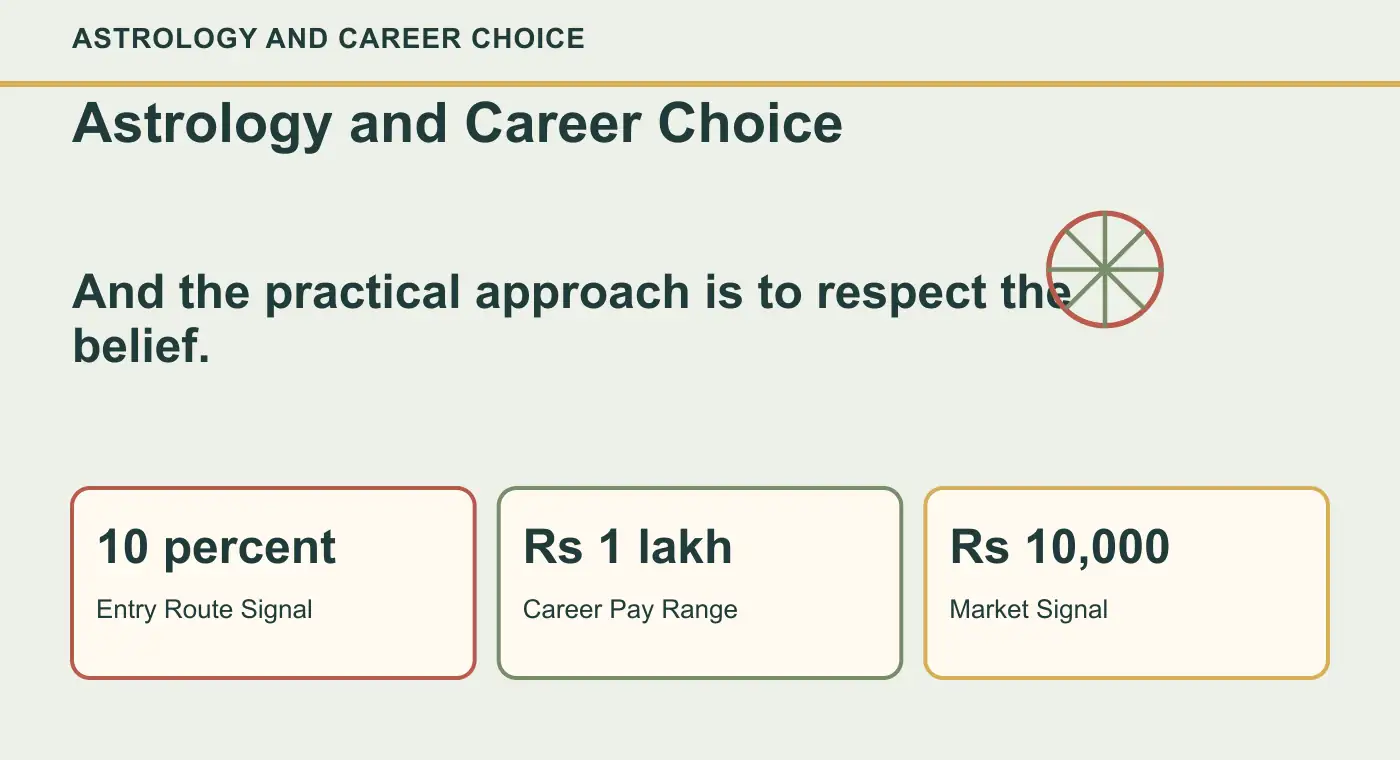 ASTROLOGY AND CAREER CHOICE
Astrology and Career Choice
And the practical approach is to respect the
belief.
10 percent
Entry Route Signal
Rs 1 lakh
Career Pay Range
Rs 10,000
Market Signal